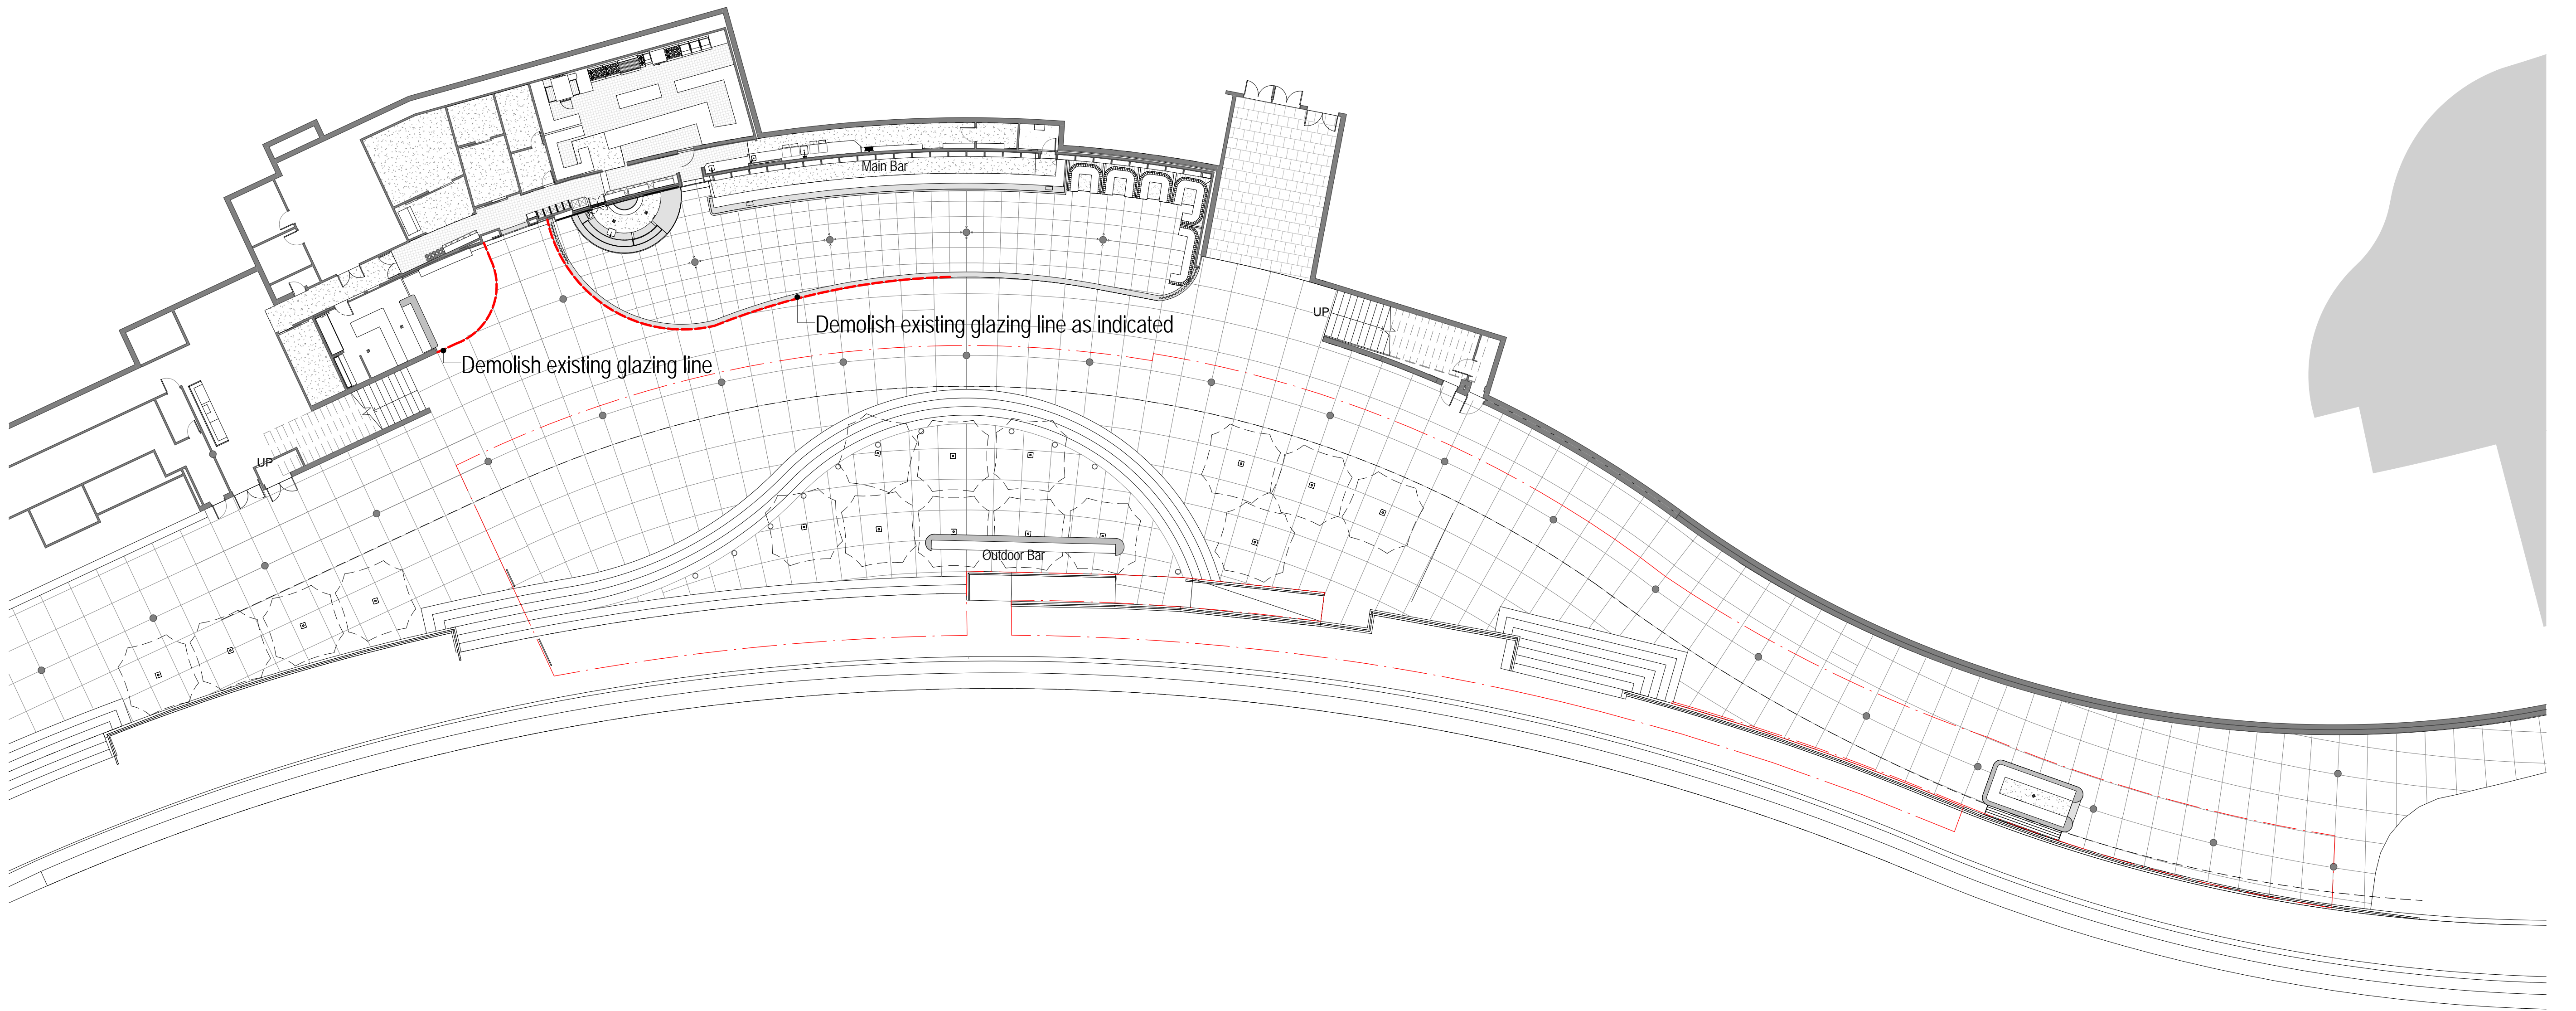 Main Bar
UP
Demolish existing glazing line as indicated
Demolish existing glazing line
UP
Outdoor Bar